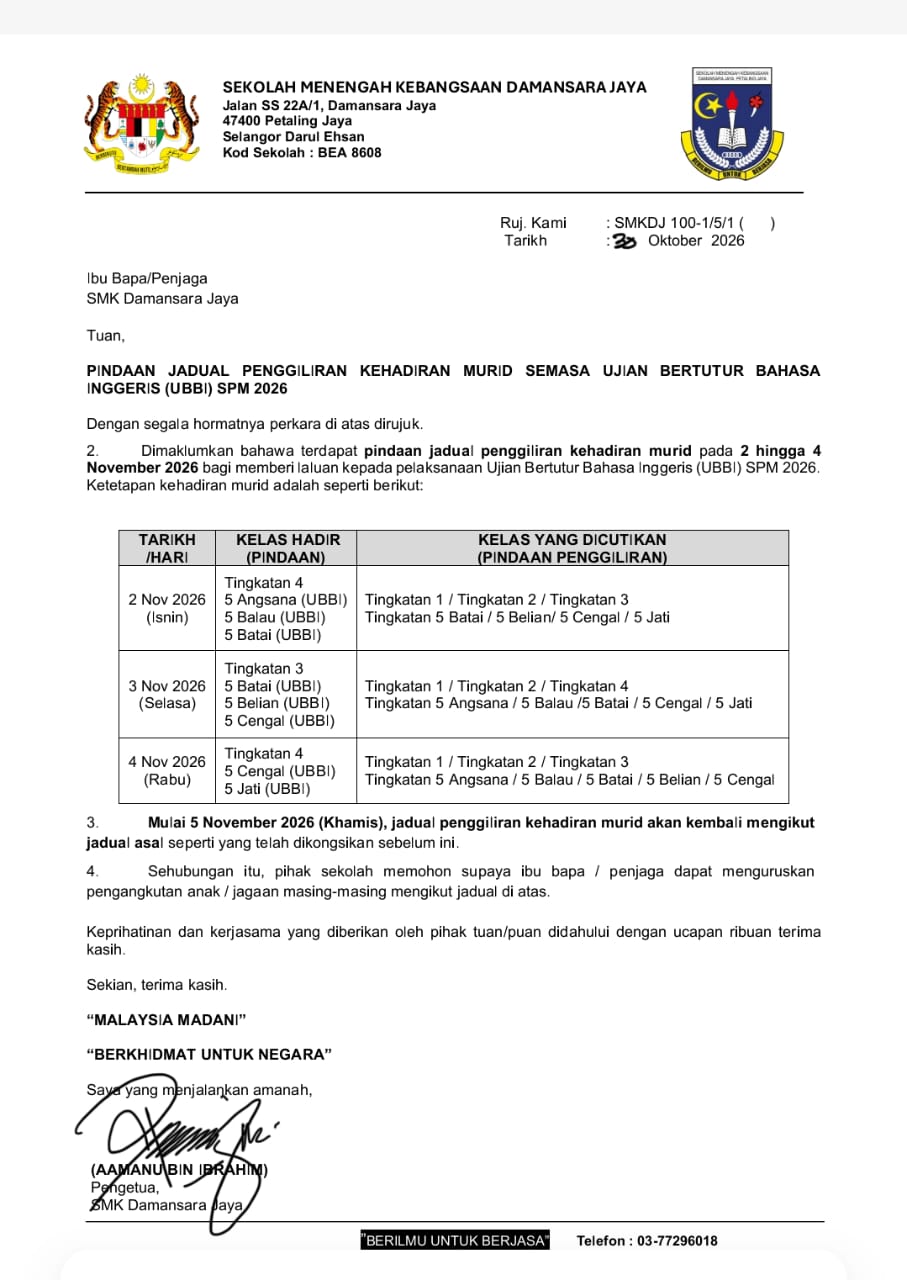 SEKOLAH MENENGAH KEBANGSAAN DAMANSARA JAYA
Jalan SS 22A/1, Damansara Jaya
47400 Petaling Jaya
Selangor Darul Ehsan
Kod Sekolah : BEA 8608
SEKOLAH MENENGAH KEBANGSAAN
DAMANSARA JAYA, PETALING JAYA
BERILMU UNTUK BERJASA
Ruj. Kami : SMKDJ 100-1/5/1 ( )
Tarikh : 30 Oktober 2026
Ibu Bapa/Penjaga
SMK Damansara Jaya
Tuan,
PINDAAN JADUAL PENGGILIRAN KEHADIRAN MURID SEMASA UJIAN BERTUTUR BAHASA
INGGERIS (UBBI) SPM 2026
Dengan segala hormatnya perkara di atas dirujuk.
2. Dimaklumkan bahawa terdapat pindaan jadual penggiliran kehadiran murid pada 2 hingga 4
November 2026 bagi memberi laluan kepada pelaksanaan Ujian Bertutur Bahasa Inggeris (UBBI) SPM 2026.
Ketetapan kehadiran murid adalah seperti berikut:
TARIKH
/HARI
KELAS HADIR
(PINDAAN)
KELAS YANG DICUTIKAN
(PINDAAN PENGGILIRAN)
2 Nov 2026
(Isnin)
Tingkatan 4
5 Angsana (UBBI)
5 Balau (UBBI)
5 Batai (UBBI)
Tingkatan 1 / Tingkatan 2 / Tingkatan 3
Tingkatan 5 Batai / 5 Belian/ 5 Cengal / 5 Jati
3 Nov 2026
(Selasa)
Tingkatan 3
5 Batai (UBBI)
5 Belian (UBBI)
5 Cengal (UBBI)
Tingkatan 1 / Tingkatan 2 / Tingkatan 4
Tingkatan 5 Angsana / 5 Balau /5 Batai / 5 Cengal / 5 Jati
4 Nov 2026
(Rabu)
Tingkatan 4
5 Cengal (UBBI)
5 Jati (UBBI)
Tingkatan 1 / Tingkatan 2 / Tingkatan 3
Tingkatan 5 Angsana / 5 Balau / 5 Batai / 5 Belian / 5 Cengal
3. Mulai 5 November 2026 (Khamis), jadual penggiliran kehadiran murid akan kembali mengikut
jadual asal seperti yang telah dikongsikan sebelum ini.
4. Sehubungan itu, pihak sekolah memohon supaya ibu bapa / penjaga dapat menguruskan
pengangkutan anak / jagaan masing-masing mengikut jadual di atas.
Keprihatinan dan kerjasama yang diberikan oleh pihak tuan/puan didahului dengan ucapan ribuan terima
kasih.
Sekian, terima kasih.
“MALAYSIA MADANI”
“BERKHIDMAT UNTUK NEGARA”
Saya yang menjalankan amanah,
(AAMANU BIN IBRAHIM)
Pengetua,
SMK Damansara Jaya
"BERILMU UNTUK BERJASA" Telefon : 03-77296018